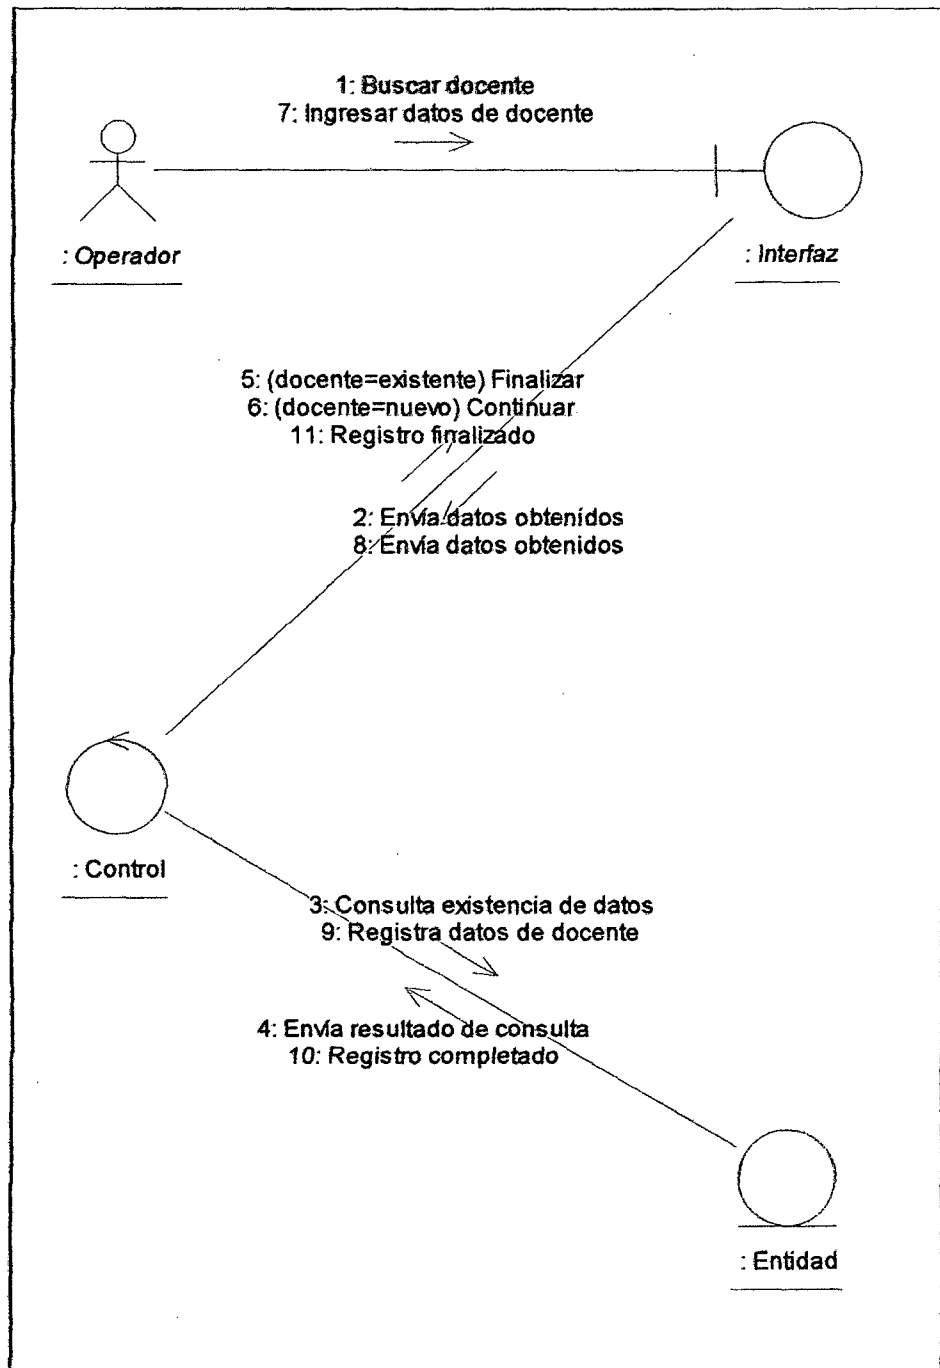 1: Buscar docente
7: Ingresar datos de docente
: Operador
: Interfaz
5: (docente=existente) Finalizar
6: (docente=nuevo) Continuar
11: Registro finalizado
2: Envía datos obtenidos
8: Envía datos obtenidos
: Control
3: Consulta existencia de datos
9: Registra datos de docente
4: Envía resultado de consulta
10: Registro completado
: Entidad